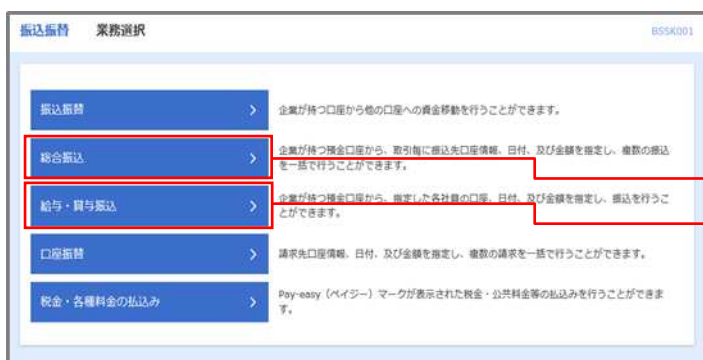 振込振替 業務選択 BSSK001
振込振替 > 企業が持つ口座から他の口座への資金移動を行うことができます。
総合振込 > 企業が持つ預金口座から、取引毎に振込先口座情報、日付、及び金額を指定し、複数の振込
を一括で行うことができます。
給与・賞与振込 > 企業が持つ預金口座から、指定した各社員の口座、日付、及び金額を指定し、振込を行うこ
とができます。
口座振替 > 請求先口座情報、日付、及び金額を指定し、複数の請求を一括で行うことができます。
税金・各種料金の払込み > Pay-easy（ペイジー）マークが表示された税金・公共料金等の払込みを行うことができま
す。